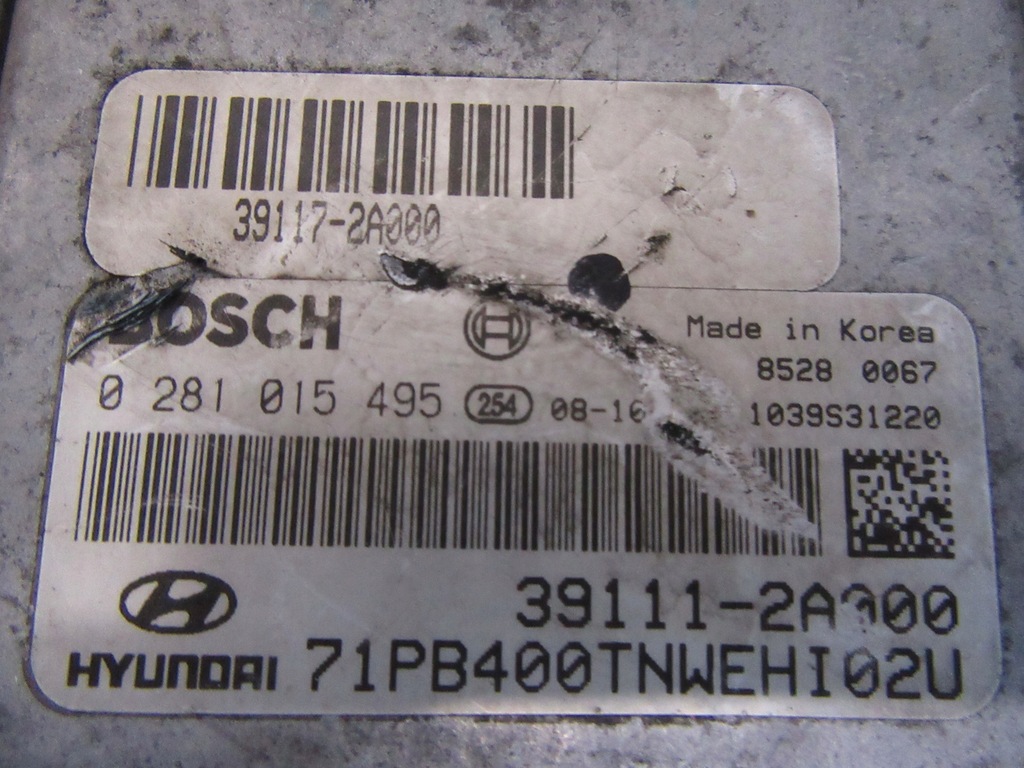 39117-2A000
BOSCH
Made in Korea
8528 0067
0 281 015 495 254 08-16
1039S31220
39111-2A000
HYUNDAI 71PB400TNWEHI02U